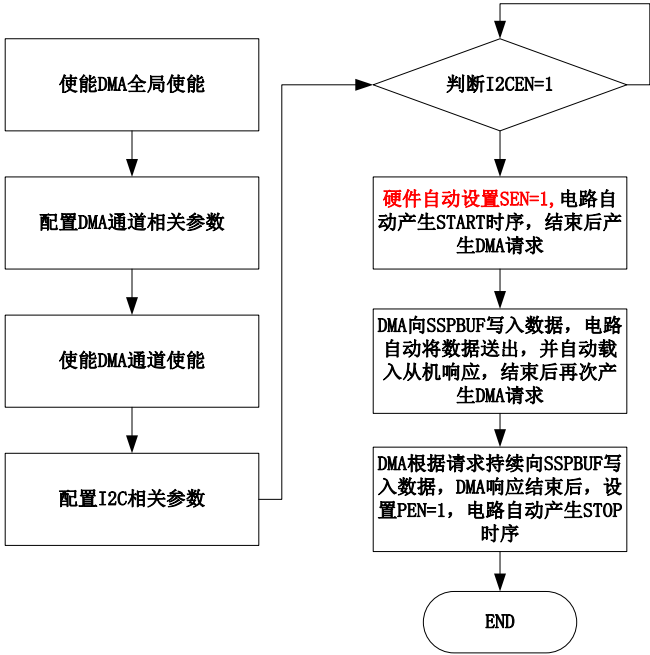 使能DMA全局使能
配置DMA通道相关参数
使能DMA通道使能
配置I2C相关参数
判断I2CEN=1
硬件自动设置SEN=1,电路自
动产生START时序，结束后产
生DMA请求
DMA向SSPBUF写入数据，电路
自动将数据送出，并自动载
入从机响应，结束后再次产
生DMA请求
DMA根据请求持续向SSPBUF写
入数据，DMA响应结束后，设
置PEN=1，电路自动产生STOP
时序
END